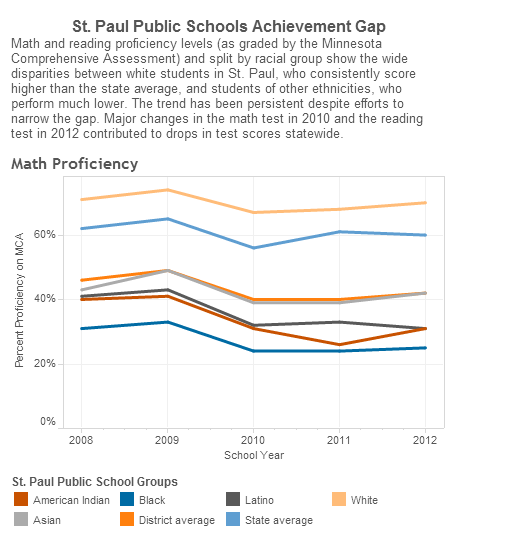 St. Paul Public Schools Achievement Gap
Math and reading proficiency levels (as graded by the Minnesota
Comprehensive Assessment) and split by racial group show the wide
disparities between white students in St. Paul, who consistently score
higher than the state average, and students of other ethnicities, who
perform much lower. The trend has been persistent despite efforts to
narrow the gap. Major changes in the math test in 2010 and the reading
test in 2012 contributed to drops in test scores statewide.
Math Proficiency
Percent Proficiency on MCA
60%
40%
20%
0%
2008 2009 2010 2011 2012
School Year
St. Paul Public School Groups
American Indian Black Latino White
Asian District average State average